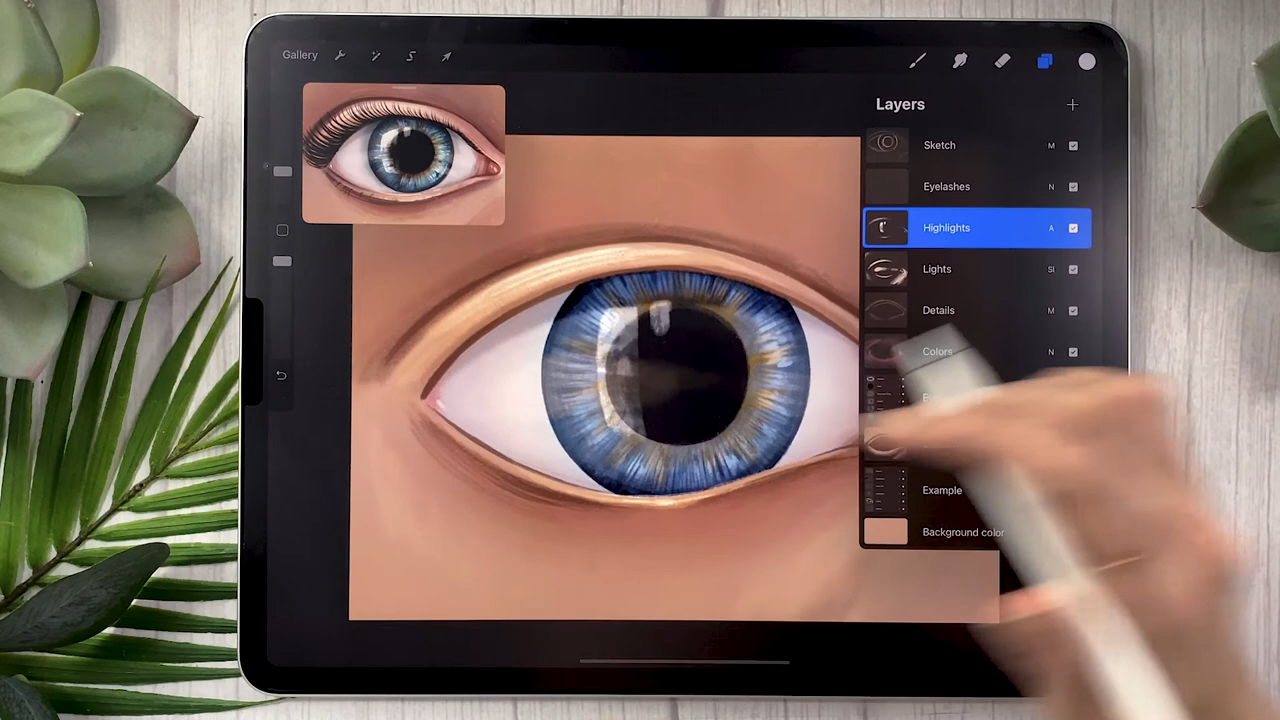 Gallery
Layers
Sketch M
Eyelashes N
Highlights A
Lights Sl
Details M
Colors N
Example
Background color